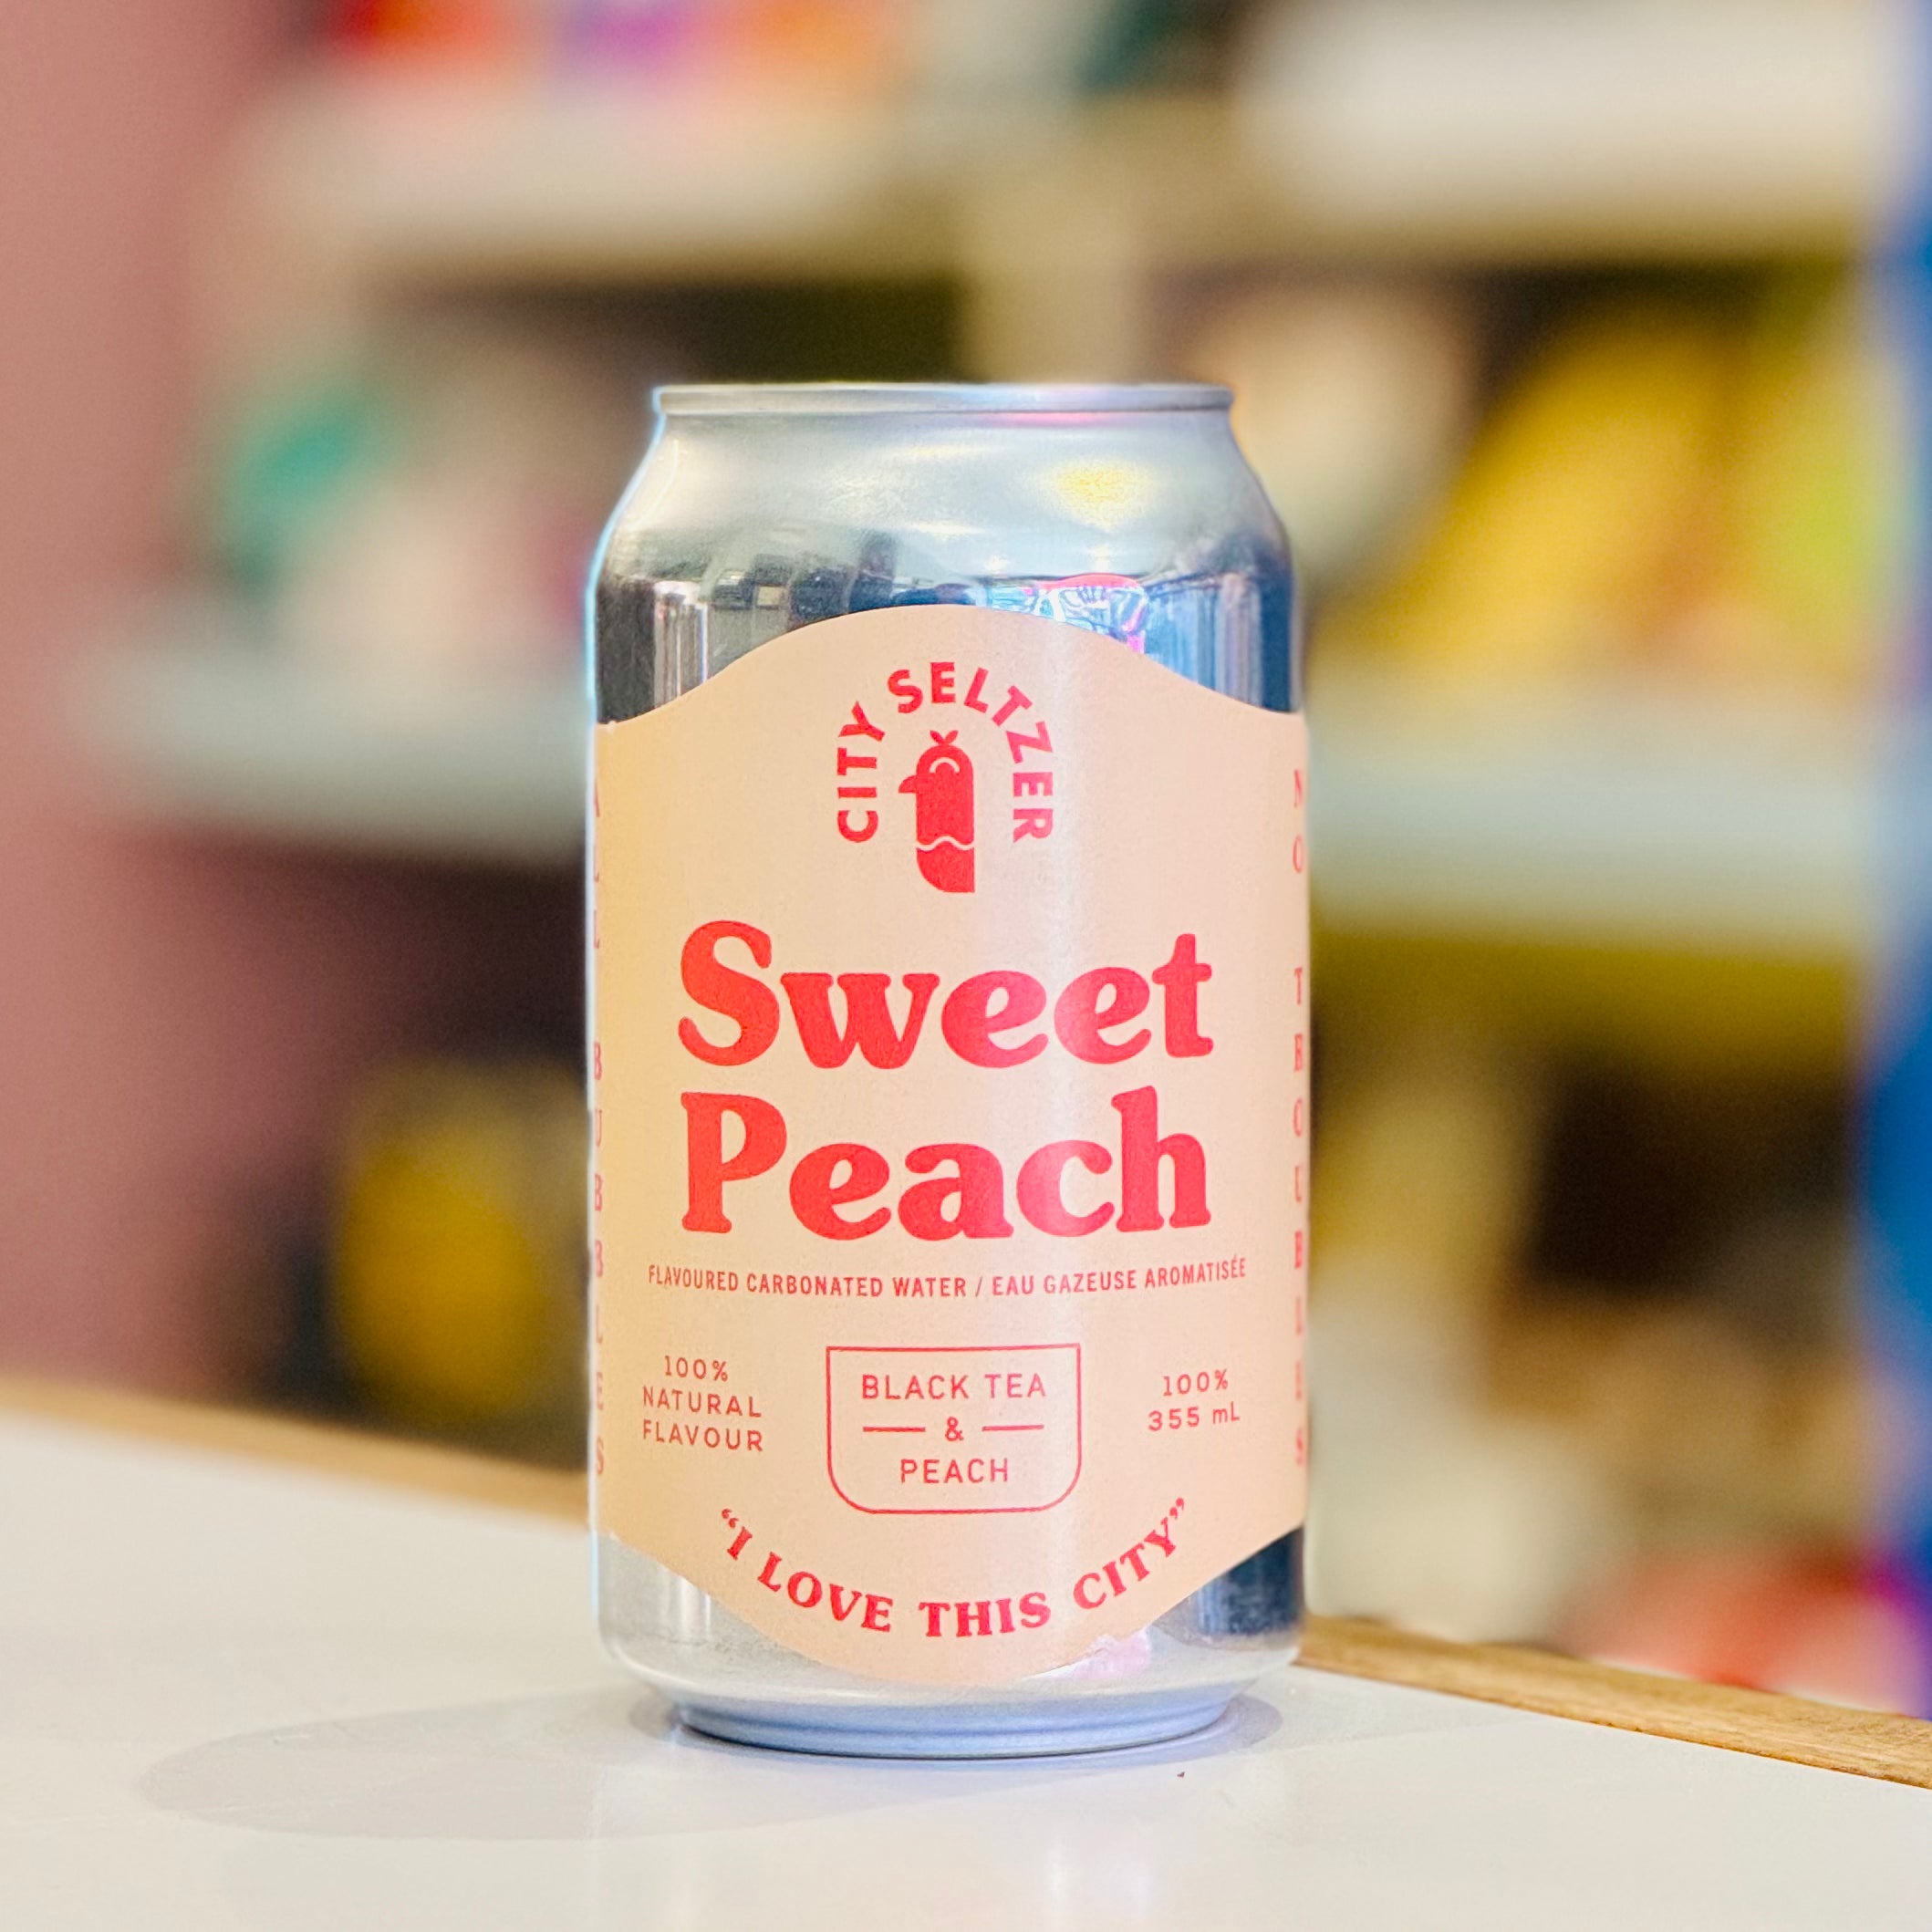 CITY SELTZER
Sweet
Peach
FLAVOURED CARBONATED WATER / EAU GAZEUSE AROMATISÉE
100%
NATURAL
FLAVOUR
BLACK TEA
&
PEACH
100%
355 mL
“I LOVE THIS CITY”
ALL BUBBLES
NO TROUBLES